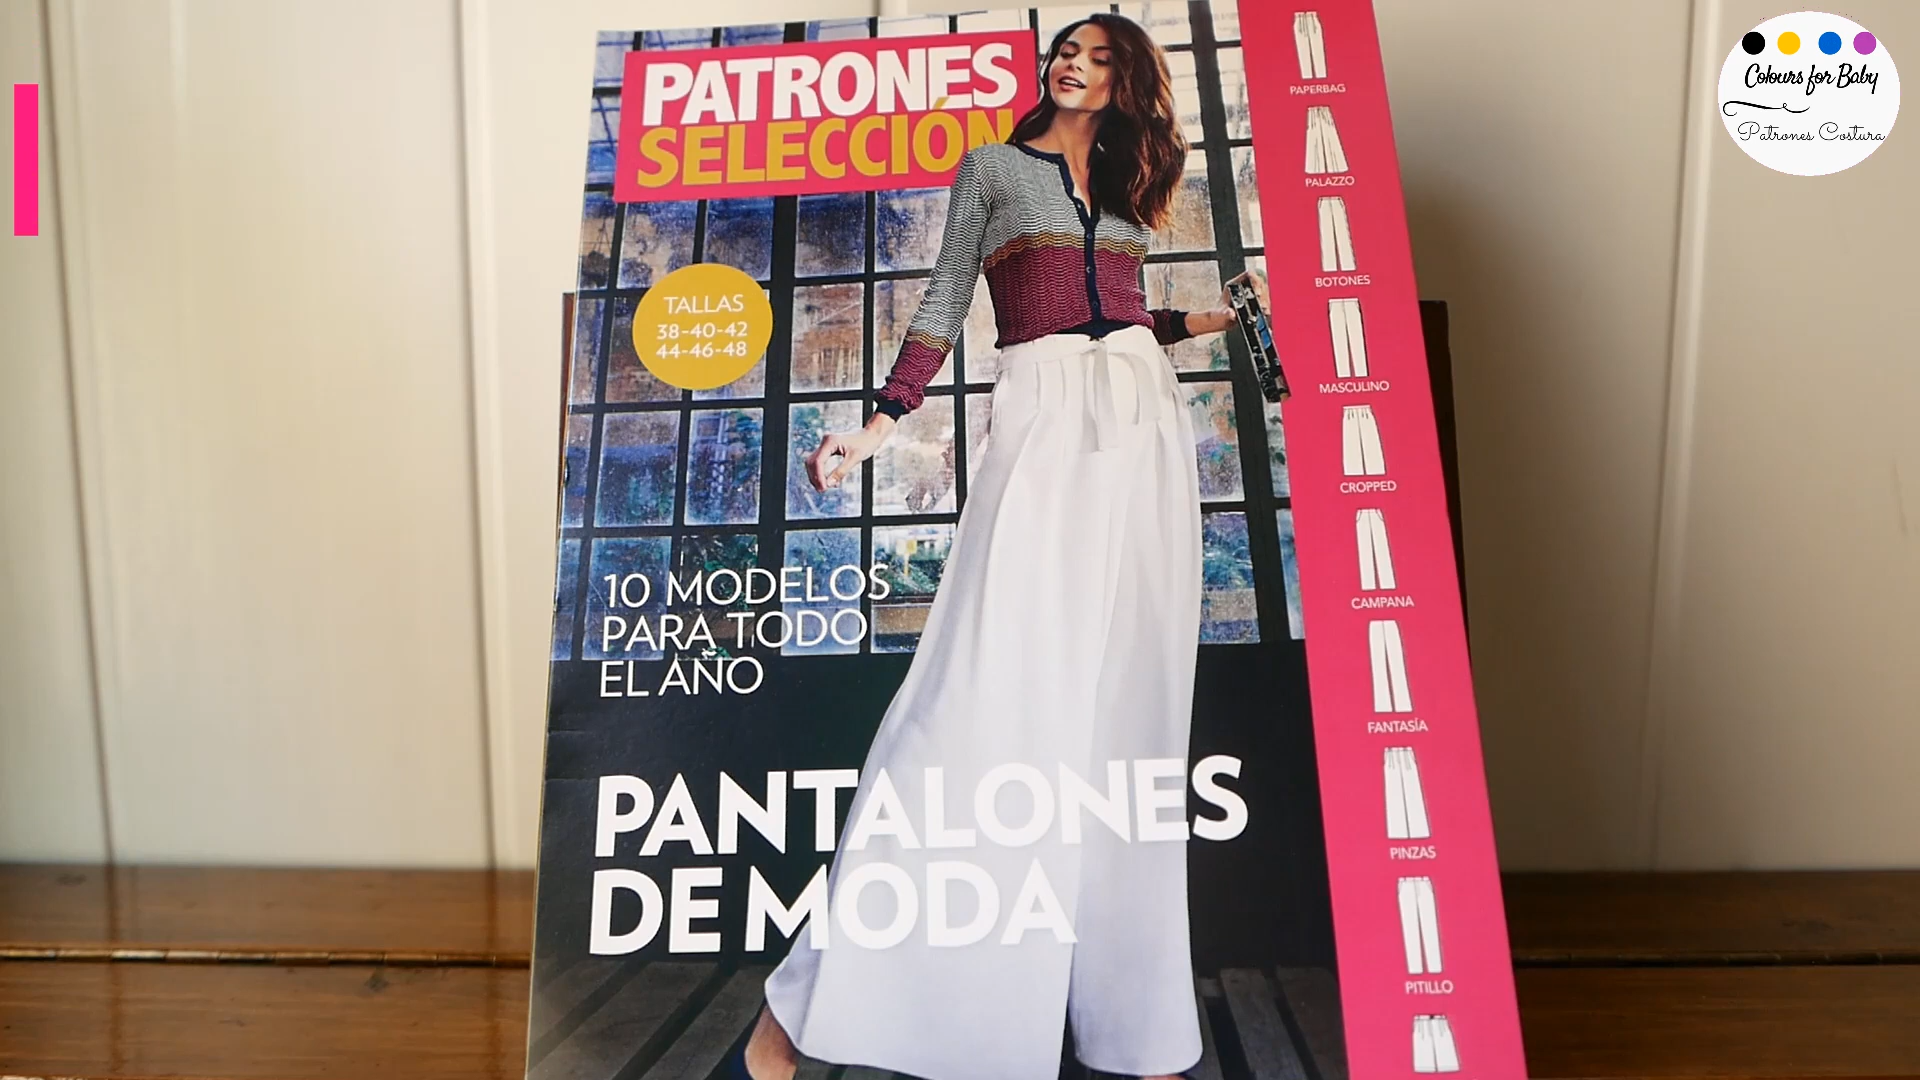 PATRONES
SELECCIÓN
TALLAS
38-40-42
44-46-48
10 MODELOS
PARA TODO
EL AÑO
PANTALONES
DE MODA
PAPERBAG
PALAZZO
BOTONES
MASCULINO
CROPPED
CAMPANA
FANTASÍA
PINZAS
PITILLO
Colours for Baby
Patrones Costura